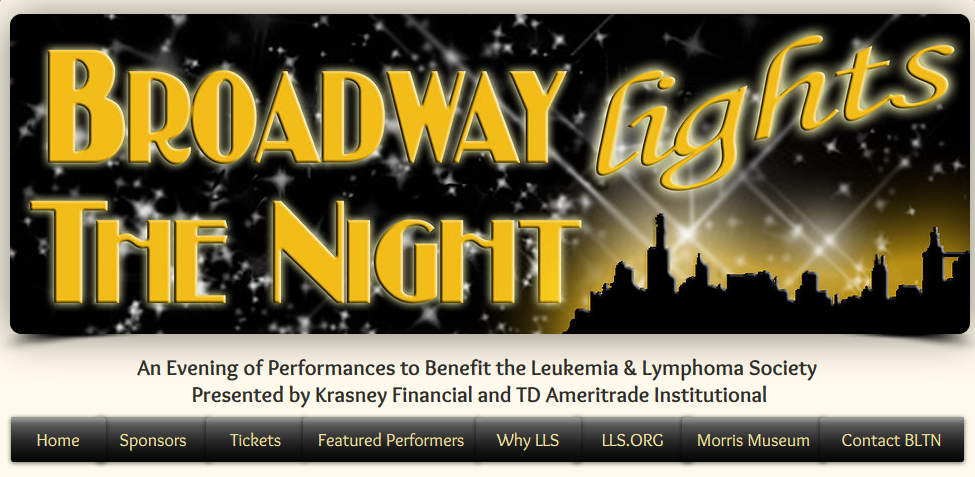 BROADWAY lights
THE NIGHT
An Evening of Performances to Benefit the Leukemia & Lymphoma Society
Presented by Krasney Financial and TD Ameritrade Institutional
Home Sponsors Tickets Featured Performers Why LLS LLS.ORG Morris Museum Contact BLTN